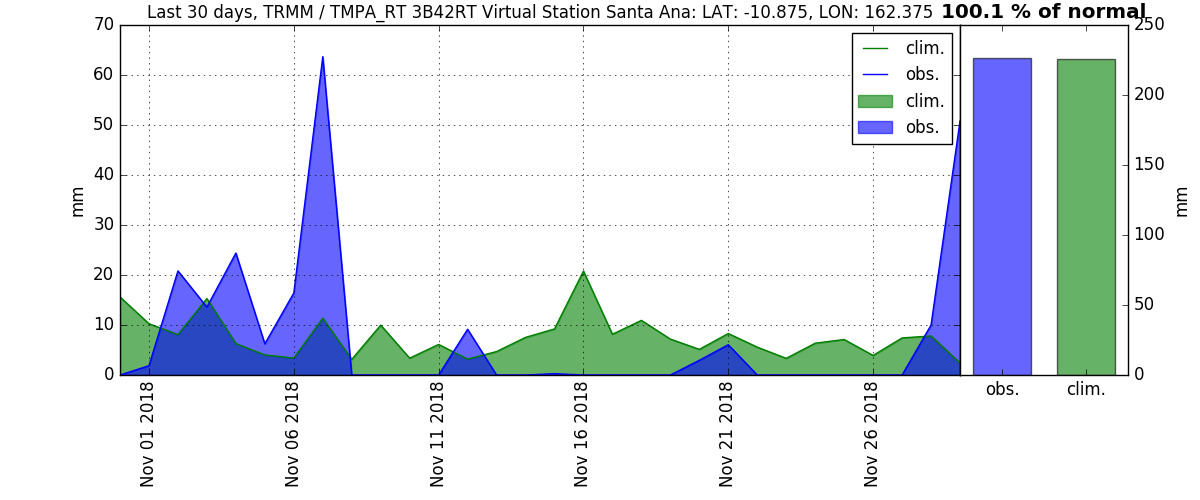 Last 30 days, TRMM / TMPA_RT 3B42RT Virtual Station Santa Ana: LAT: -10.875, LON: 162.375 100.1 % of normal
70
60
50
40
30
20
10
0
mm
clim.
obs.
clim.
obs.
250
200
150
100
50
0
mm
Nov 01 2018
Nov 06 2018
Nov 11 2018
Nov 16 2018
Nov 21 2018
Nov 26 2018
obs.
clim.